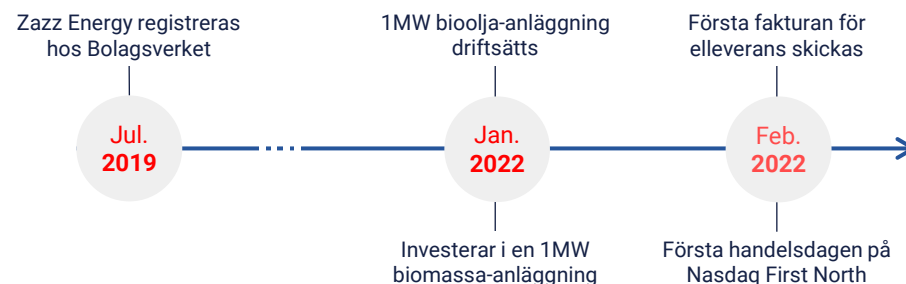 Zazz Energy registreras
hos Bolagsverket
1MW bioolja-anläggning
driftsätts
Första fakturan för
elleverans skickas
Jul.
2019
Jan.
2022
Feb.
2022
Investerar i en 1MW
biomassa-anläggning
Första handelsdagen på
Nasdaq First North